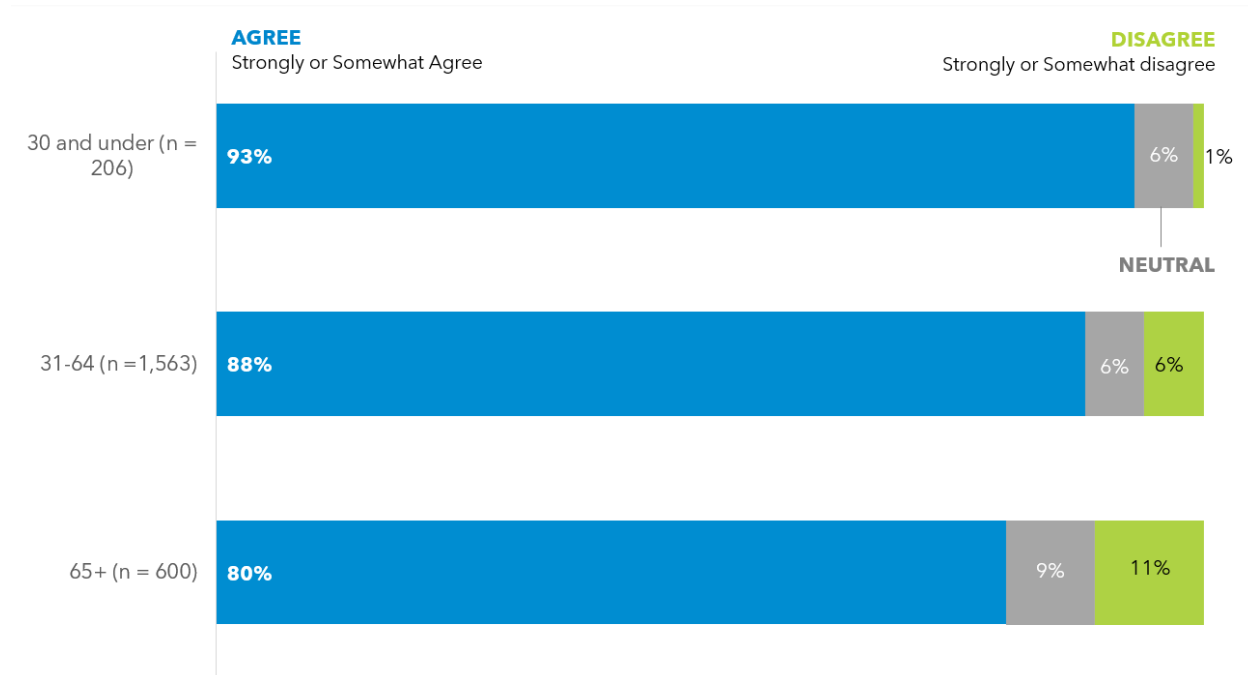 AGREE
Strongly or Somewhat Agree
DISAGREE
Strongly or Somewhat disagree
30 and under (n =
206)
93%
6%
1%
NEUTRAL
31-64 (n =1,563)
88%
6%
6%
65+ (n = 600)
80%
9%
11%